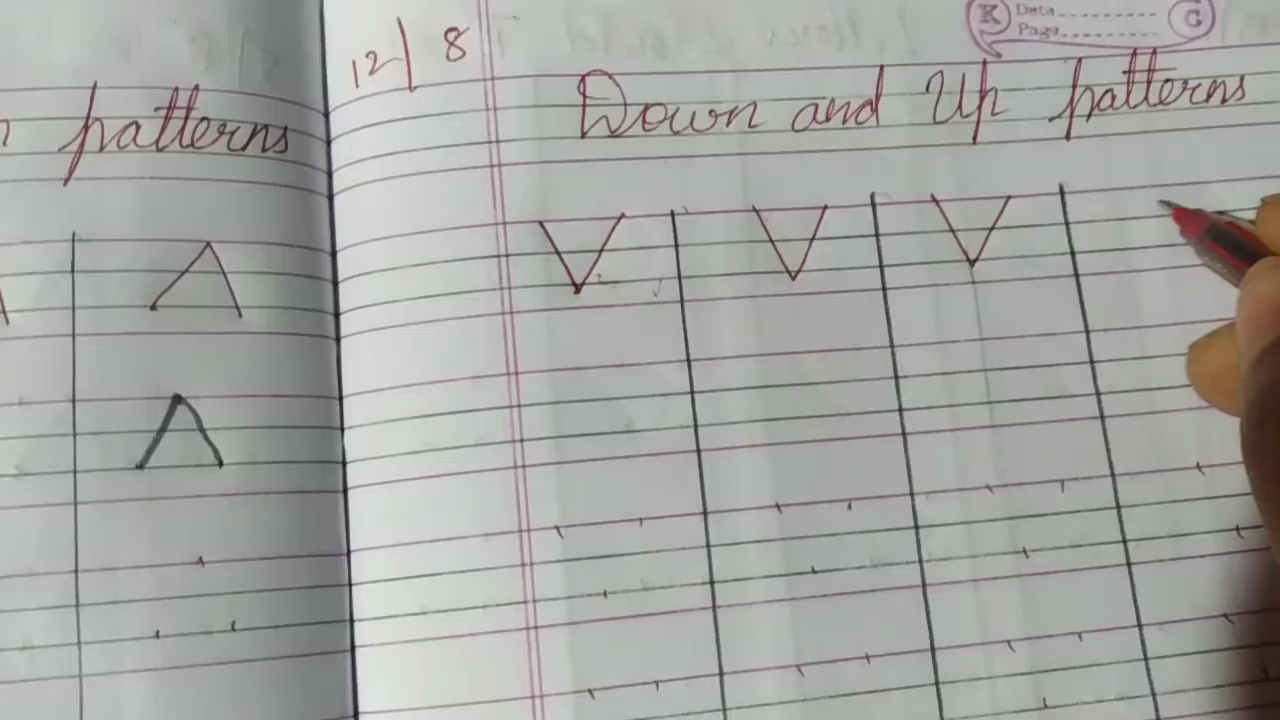 patterns
12/8
K Date
Page G
Down and Up patterns